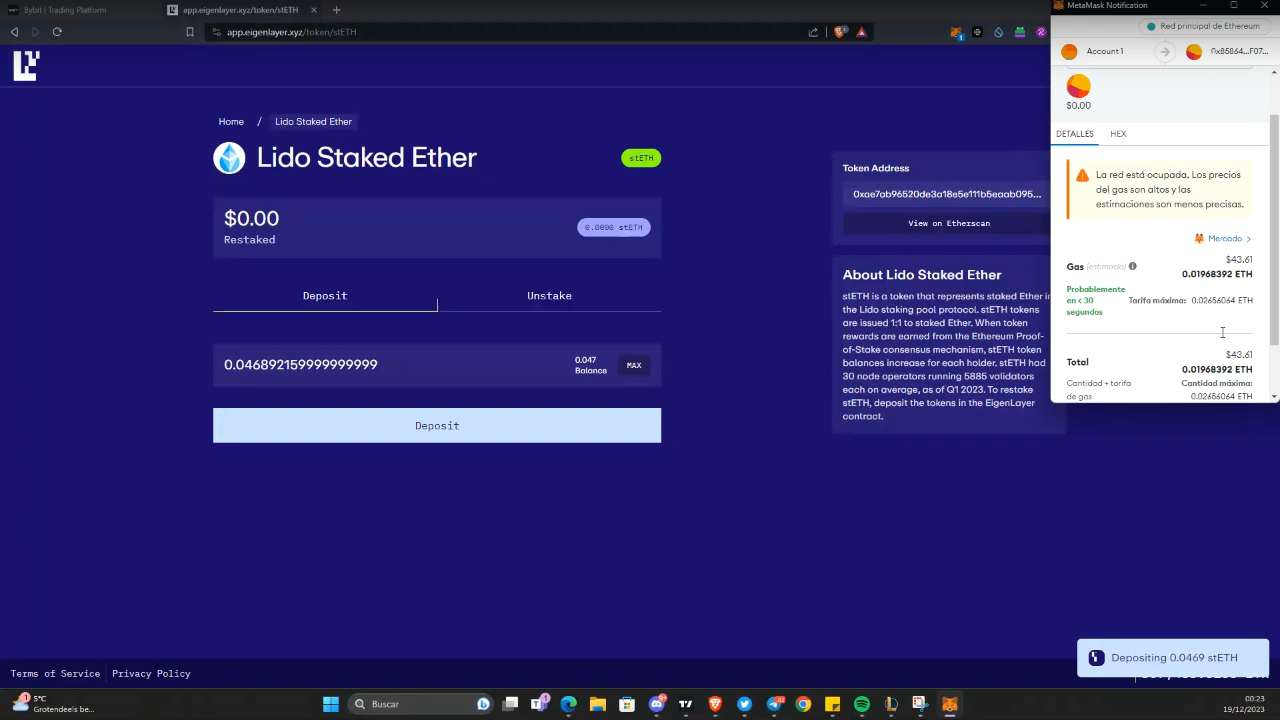 Bybit | Trading Platform
app.eigenlayer.xyz/token/stETH
app.eigenlayer.xyz/token/stETH
Home / Lido Staked Ether
Lido Staked Ether
stETH
$0.00
Restaked
0.0000 stETH
Deposit
Unstake
0.046892159999999999
0.047
Balance
MAX
Deposit
Token Address
0xae7ab96520de3a18e5e111b5eaab095...
View on Etherscan
About Lido Staked Ether
stETH is a token that represents staked Ether in
the Lido staking pool protocol. stETH tokens
are issued 1:1 to staked Ether. When token
rewards are earned from the Ethereum Proof-
of-Stake consensus mechanism, stETH token
balances increase for each holder. stETH had
30 node operators running 5885 validators
each on average, as of Q1 2023. To restake
stETH, deposit the tokens in the EigenLayer
contract.
MetaMask Notification
Red principal de Ethereum
Account 1
0x85864...F07...
$0.00
DETALLES
HEX
La red está ocupada. Los precios
del gas son altos y las
estimaciones son menos precisas.
Mercado
Gas (estimado)
$43.61
0.01968392 ETH
Probablemente
en < 30
segundos
Tarifa máxima: 0.02656064 ETH
Total
$43.61
0.01968392 ETH
Cantidad + tarifa
de gas
Cantidad máxima:
0.02656064 ETH
Depositing 0.0469 stETH
Terms of Service
Privacy Policy
5°C
Grotendeels be...
Buscar
00:23
19/12/2023